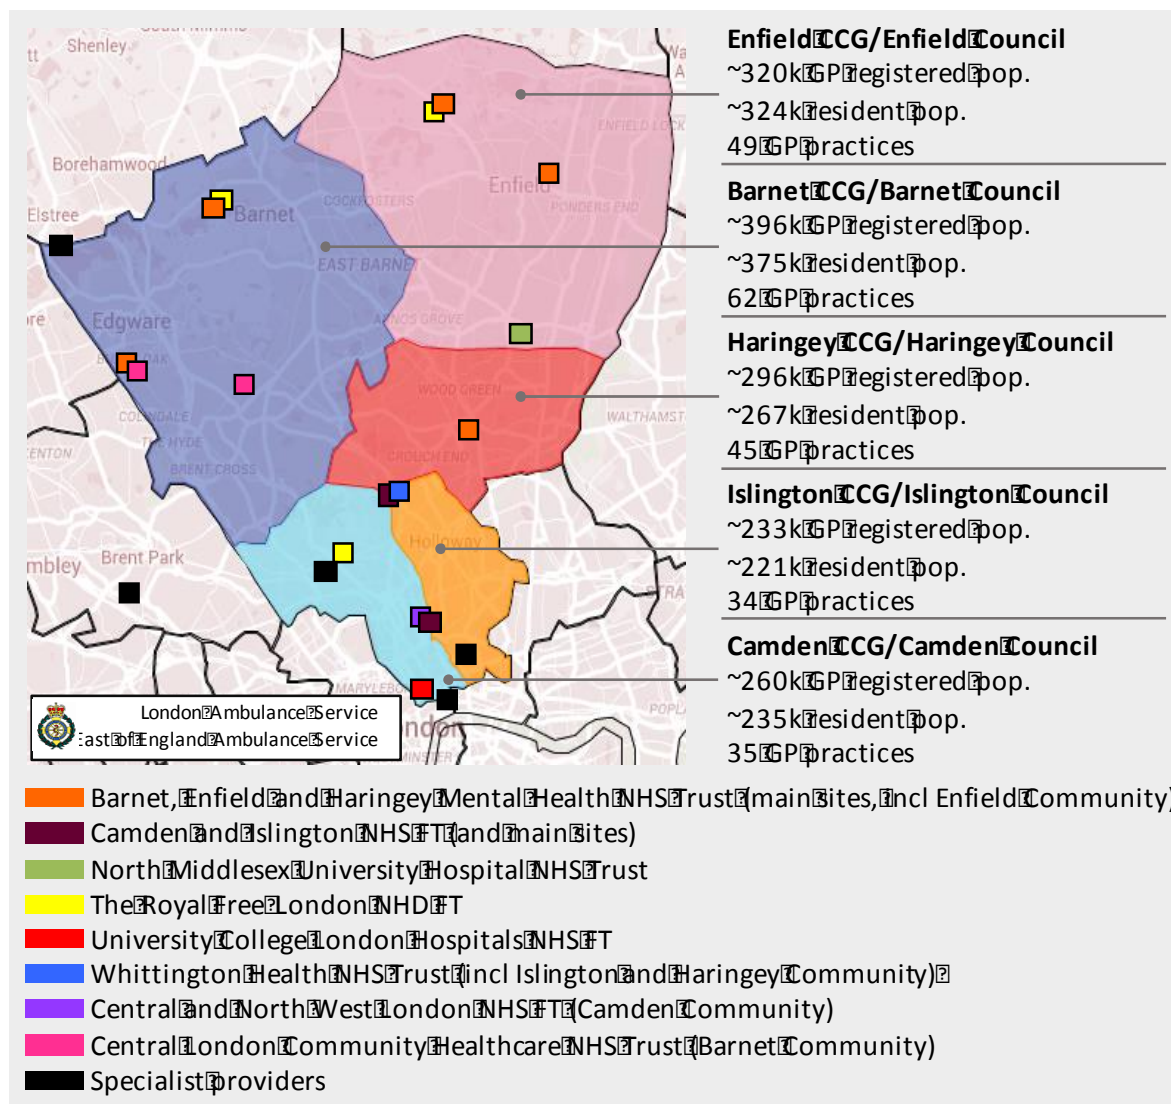 South Mimms
Shenley
Borehamwood
Elstree
Barnet
COCKFOSTERS
EAST BARNET
Enfield
ENFIELD LOCK
PONDERS END
Edgware
ARNOS GROVE
COLINDALE
THE HYDE
BRENT CROSS
WOOD GREEN
CROUCH END
WALTHAMST
Brent Park
mbley
ENTON
Holloway
STRA
MARYLEBO
POPL
ondon
MINSTER
London Ambulance Service
East of England Ambulance Service
Enfield CCG/Enfield Council
~320k GP registered pop.
~324k resident pop.
49 GP practices
Barnet CCG/Barnet Council
~396k GP registered pop.
~375k resident pop.
62 GP practices
Haringey CCG/Haringey Council
~296k GP registered pop.
~267k resident pop.
45 GP practices
Islington CCG/Islington Council
~233k GP registered pop.
~221k resident pop.
34 GP practices
Camden CCG/Camden Council
~260k GP registered pop.
~235k resident pop.
35 GP practices
Barnet, Enfield and Haringey Mental Health NHS Trust (main sites, incl Enfield Community)
Camden and Islington NHS FT (and main sites)
North Middlesex University Hospital NHS Trust
The Royal Free London NHD FT
University College London Hospitals NHS FT
Whittington Health NHS Trust (incl Islington and Haringey Community)
Central and North West London NHS FT (Camden Community)
Central London Community Healthcare NHS Trust (Barnet Community)
Specialist providers